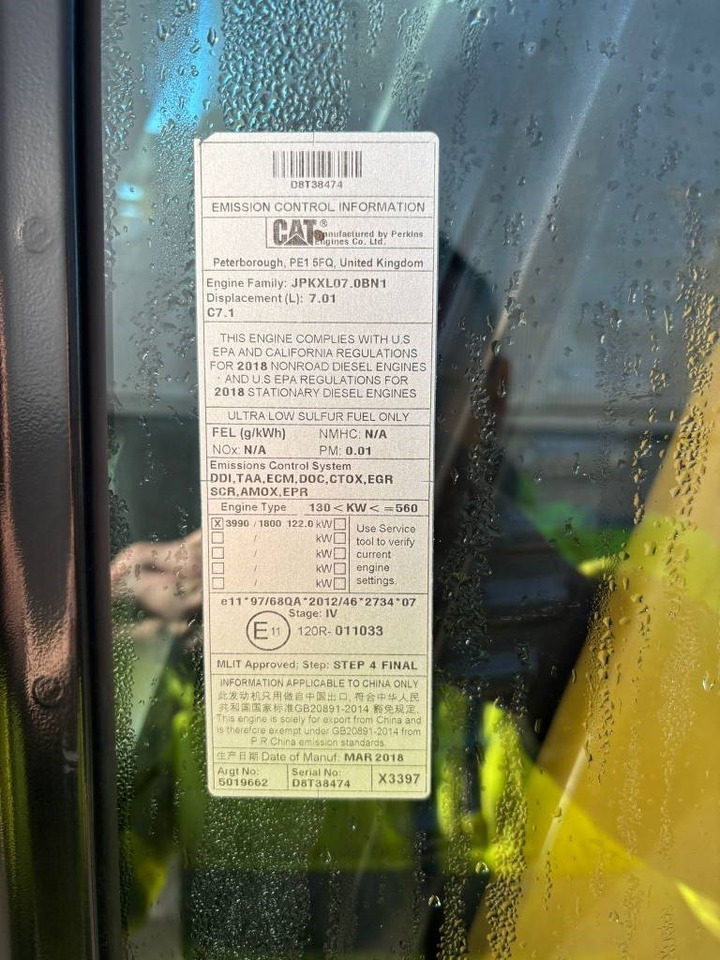 D8T38474
EMISSION CONTROL INFORMATION
CAT® manufactured by Perkins
Engines Co. Ltd.
Peterborough, PE1 5FQ, United Kingdom
Engine Family: JPKXL07.0BN1
Displacement (L): 7.01
C7.1
THIS ENGINE COMPLIES WITH U.S
EPA AND CALIFORNIA REGULATIONS
FOR 2018 NONROAD DIESEL ENGINES
AND U.S EPA REGULATIONS FOR
2018 STATIONARY DIESEL ENGINES
ULTRA LOW SULFUR FUEL ONLY
FEL (g/kWh) NMHC: N/A
NOx: N/A PM: 0.01
Emissions Control System
DDI,TAA,ECM,DOC,CTOX,EGR
SCR,AMOX,EPR
Engine Type 130 < KW < =560
X 3990 / 1800 122.0 kW
/ kW
/ kW
/ kW
/ kW
Use Service
tool to verify
current
engine
settings.
e11*97/68QA*2012/46*2734*07
Stage: IV
E11 120R- 011033
MLIT Approved; Step: STEP 4 FINAL
INFORMATION APPLICABLE TO CHINA ONLY
此发动机只用做自中国出口, 符合中华人民
共和国国家标准GB20891-2014 豁免规定.
This engine is solely for export from China and
is therefore exempt under GB20891-2014 from
P.R.China emission standards.
生产日期 Date of Manuf: MAR 2018
Argt No: Serial No: X3397
5019662 D8T38474